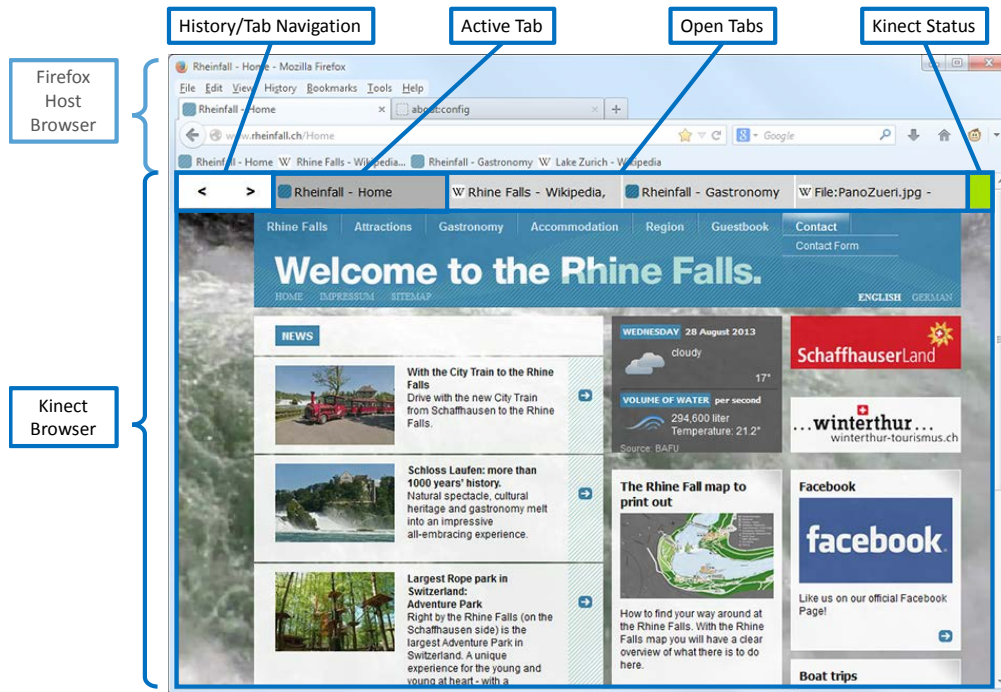 History/Tab Navigation
Active Tab
Open Tabs
Kinect Status
Firefox
Host
Browser
Rheinfall - Home - Mozilla Firefox
File Edit View History Bookmarks Tools Help
Rheinfall - Home
about:config
www.rheinfall.ch/Home
Google
Rheinfall - Home
Rhine Falls - Wikipedia...
Rheinfall - Gastronomy
Lake Zurich - Wikipedia
< >
Rheinfall - Home
Rhine Falls - Wikipedia,
Rheinfall - Gastronomy
File:PanoZueri.jpg -
Kinect
Browser
Rhine Falls Attractions Gastronomy Accommodation Region Guestbook Contact
Contact Form
Welcome to the Rhine Falls.
HOME IMPRESSUM SITEMAP
ENGLISH GERMAN
NEWS
With the City Train to the Rhine
Falls
Drive with the new City Train
from Schaffhausen to the Rhine
Falls.
Schloss Laufen: more than
1000 years' history.
Natural spectacle, cultural
heritage and gastronomy melt
into an impressive
all-embracing experience.
Largest Rope park in
Switzerland:
Adventure Park
Right by the Rhine Falls (on the
Schaffhausen side) is the
largest Adventure Park in
Switzerland. A unique
experience for the young and
young at heart - with a
WEDNESDAY 28 August 2013
cloudy
17°
VOLUME OF WATER per second
294,600 liter
Temperature: 21.2°
Source: BAFU
The Rhine Fall map to
print out
How to find your way around at
the Rhine Falls. With the Rhine
Falls map you will have a clear
overview of what there is to do
here.
SchaffhauserLand
...winterthur...
winterthur-tourismus.ch
Facebook
facebook.
Like us on our official Facebook
Page!
Boat trips